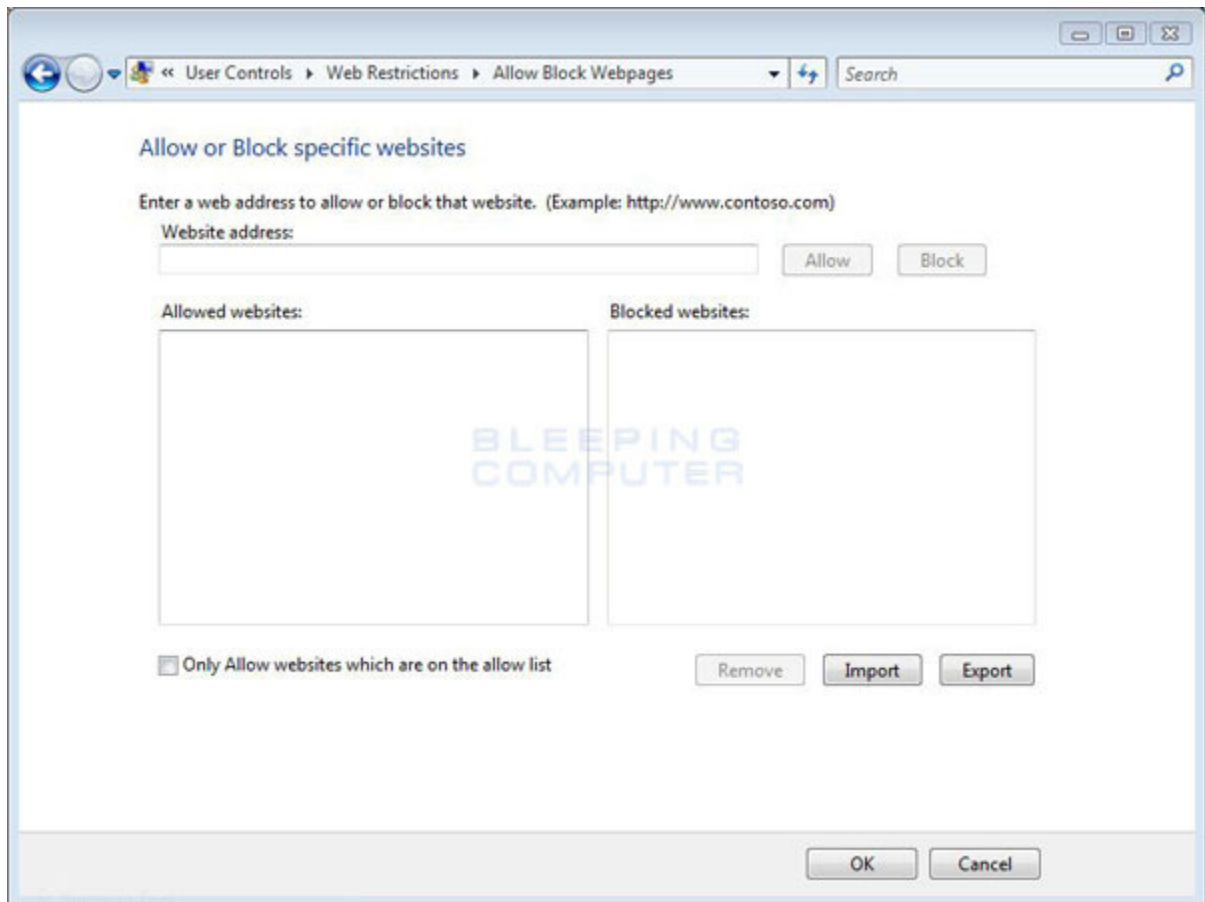 « User Controls ▸ Web Restrictions ▸ Allow Block Webpages Search
Allow or Block specific websites
Enter a web address to allow or block that website. (Example: http://www.contoso.com)
Website address:
Allow Block
Allowed websites: Blocked websites:
BLEEPING
COMPUTER
Only Allow websites which are on the allow list
Remove Import Export
OK Cancel